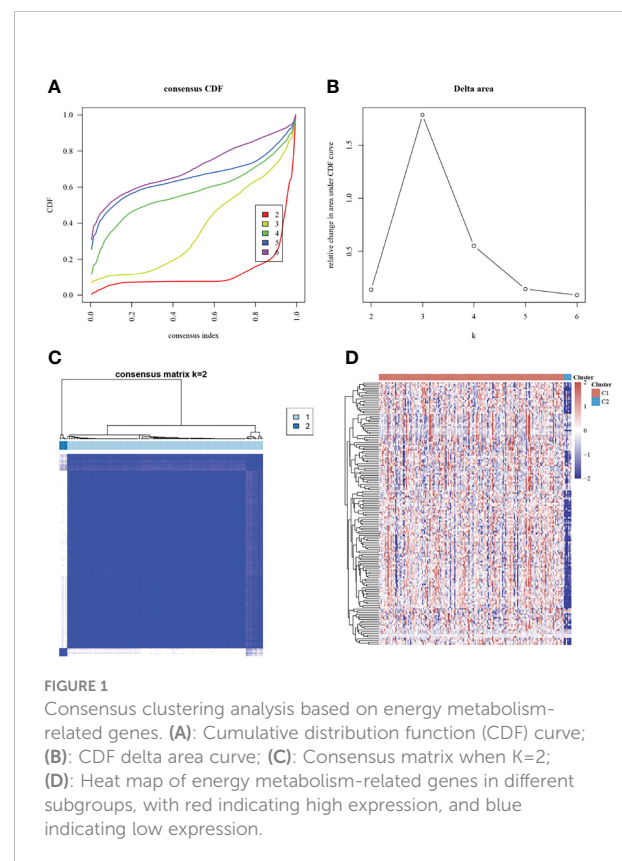 A
consensus CDF
CDF
1.0
0.8
0.6
0.4
0.2
0.0
2
3
4
5
6
0.0
0.2
0.4
0.6
0.8
1.0
consensus index
B
Delta area
relative change in area under CDF curve
1.5
1.0
0.5
2
3
4
5
6
k
C
consensus matrix k=2
1
2
D
Cluster
2
1
0
−1
−2
Cluster
C1
C2
FIGURE 1
Consensus clustering analysis based on energy metabolism-
related genes. (A): Cumulative distribution function (CDF) curve;
(B): CDF delta area curve; (C): Consensus matrix when K=2;
(D): Heat map of energy metabolism-related genes in different
subgroups, with red indicating high expression, and blue
indicating low expression.